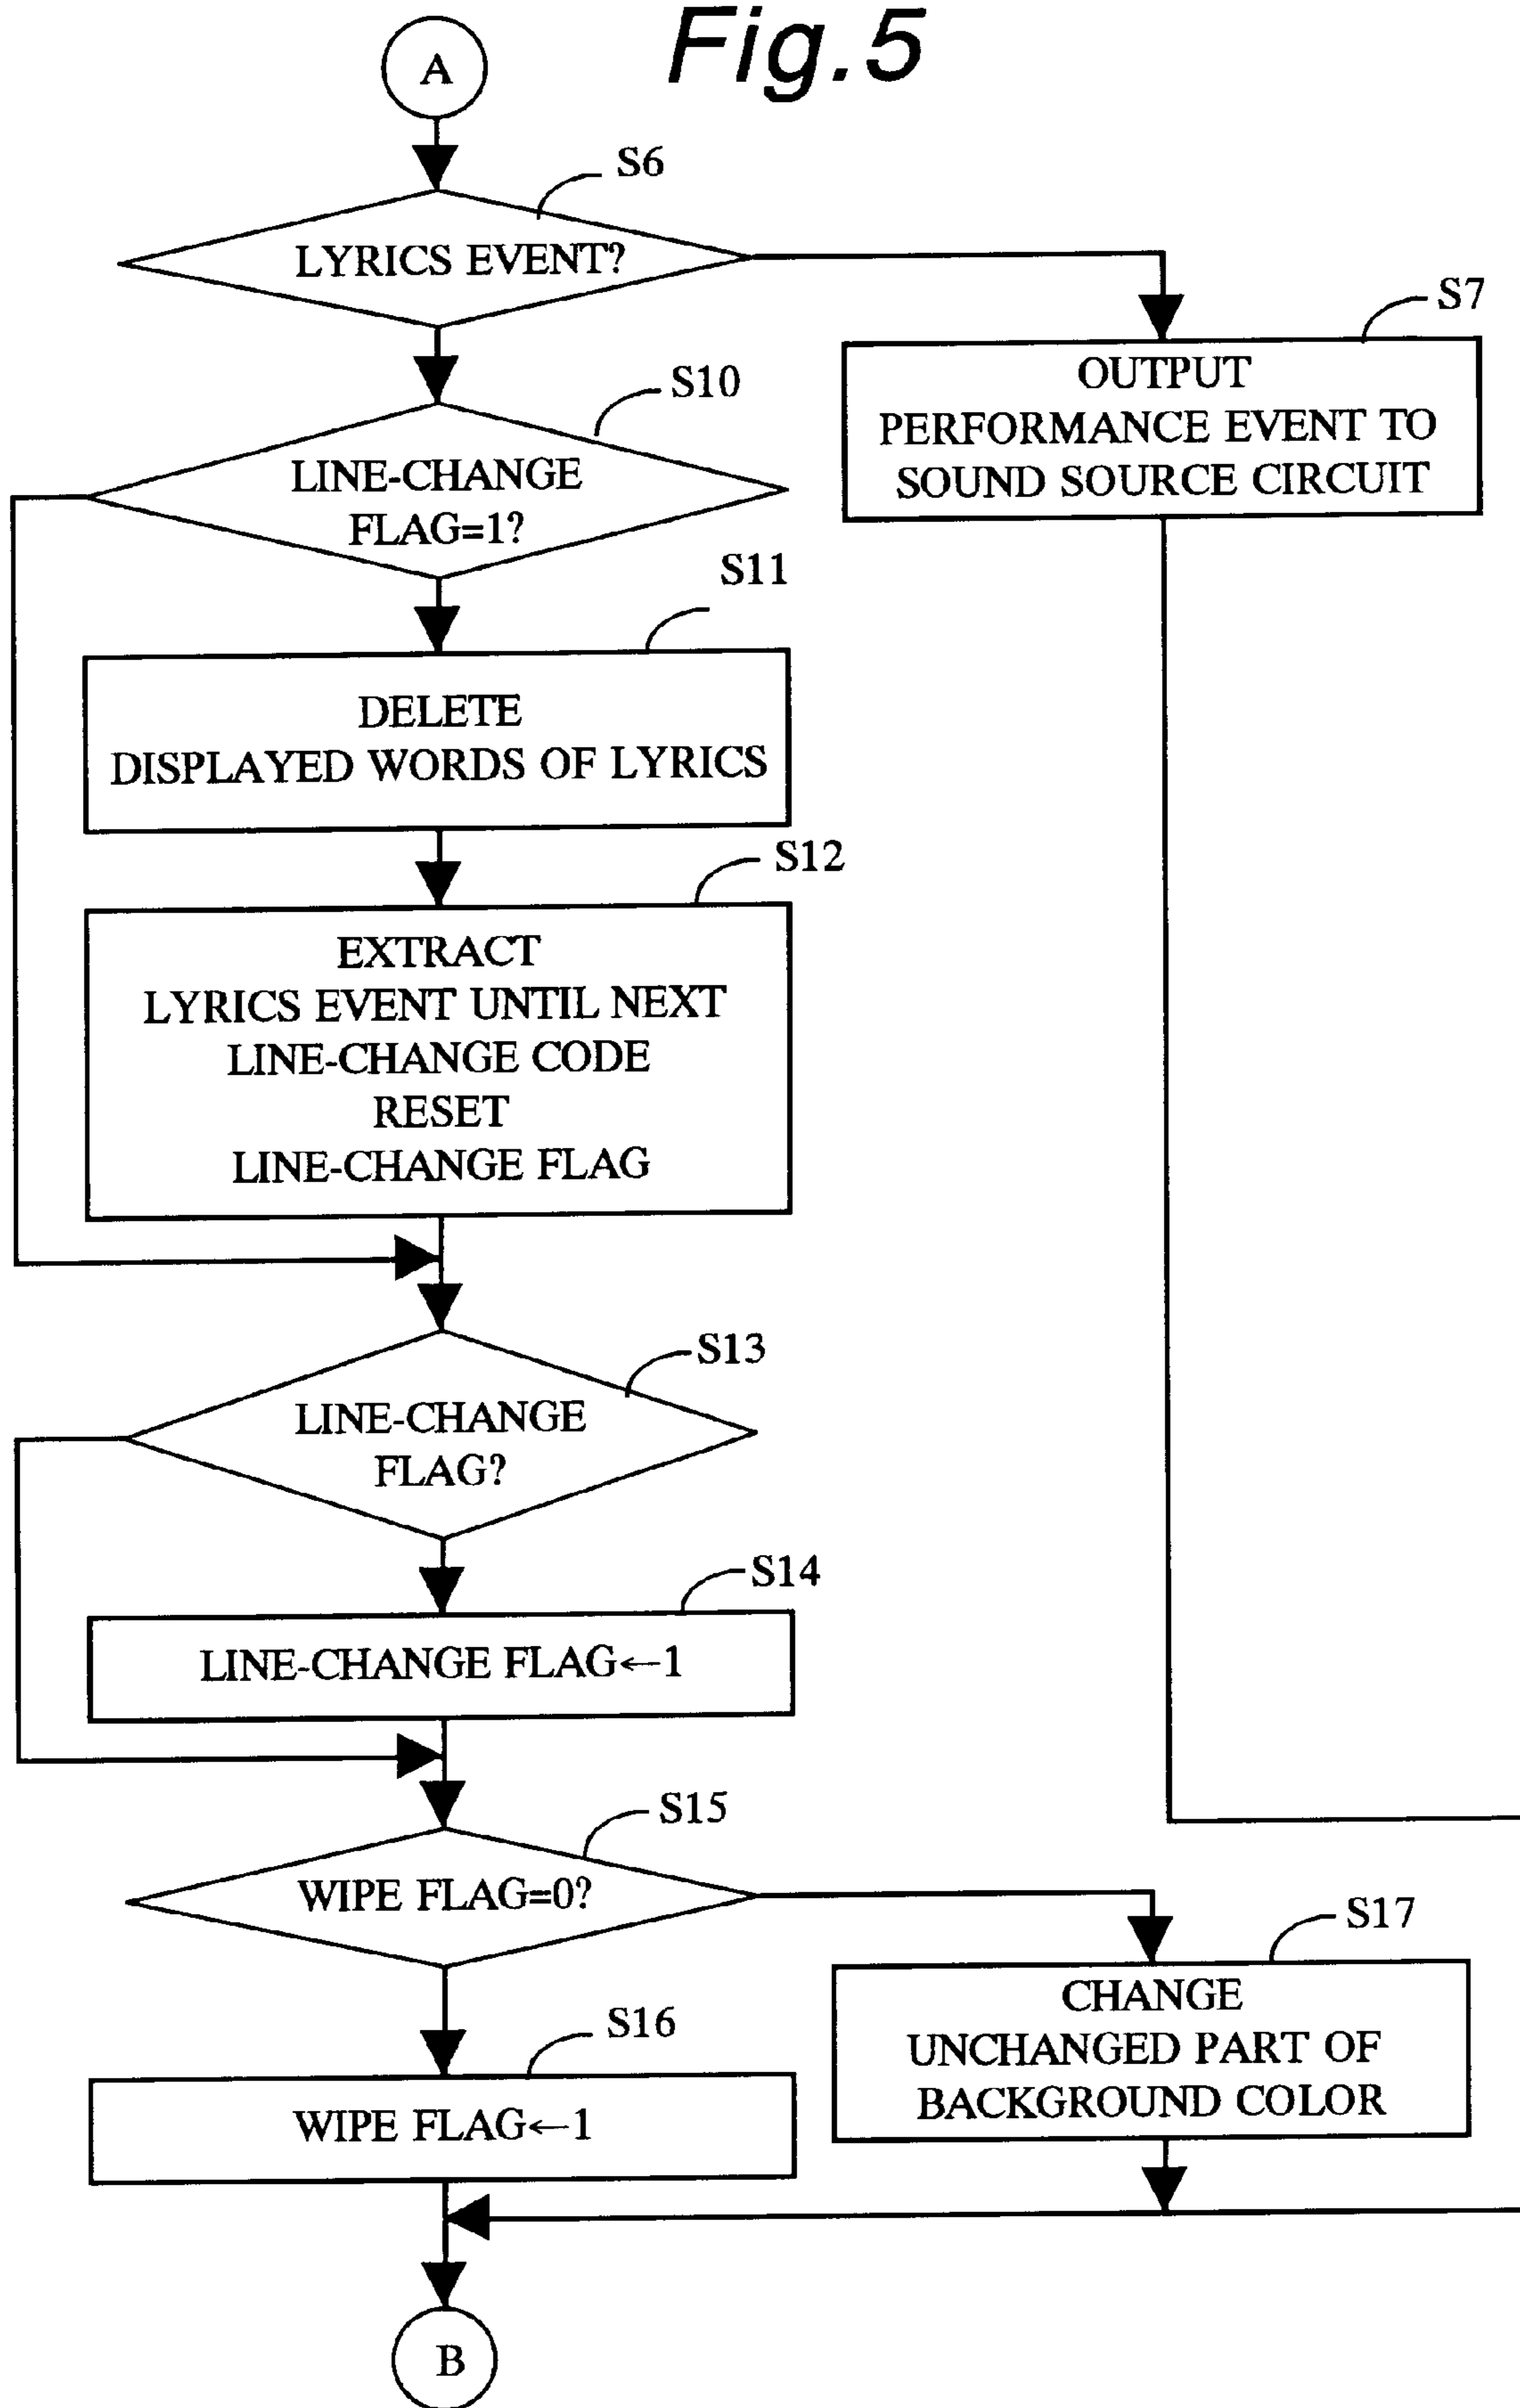 Fig.5
A
S6
LYRICS EVENT?
S7
OUTPUT
PERFORMANCE EVENT TO
SOUND SOURCE CIRCUIT
S10
LINE-CHANGE
FLAG=1?
S11
DELETE
DISPLAYED WORDS OF LYRICS
S12
EXTRACT
LYRICS EVENT UNTIL NEXT
LINE-CHANGE CODE
RESET
LINE-CHANGE FLAG
S13
LINE-CHANGE
FLAG?
S14
LINE-CHANGE FLAG←1
S15
WIPE FLAG=0?
S17
CHANGE
UNCHANGED PART OF
BACKGROUND COLOR
S16
WIPE FLAG←1
B